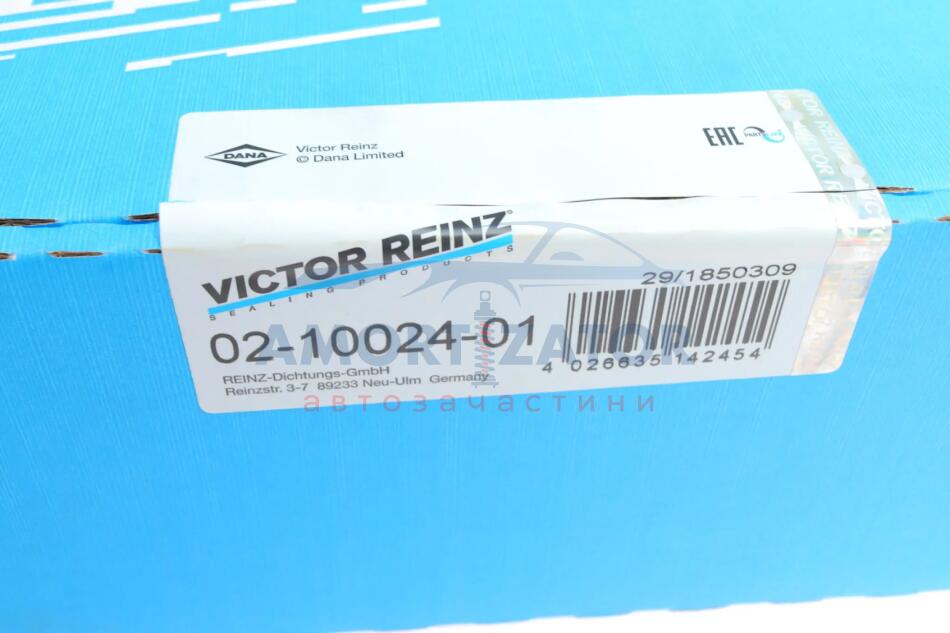 DANA
Victor Reinz
© Dana Limited
EAC
VICTOR REINZ®
SEALING PRODUCTS
29/1850309
02-10024-01
4 026635 142454
REINZ-Dichtungs-GmbH
Reinzstr. 3-7 89233 Neu-Ulm Germany
AMORTIZATOR
автозачастини